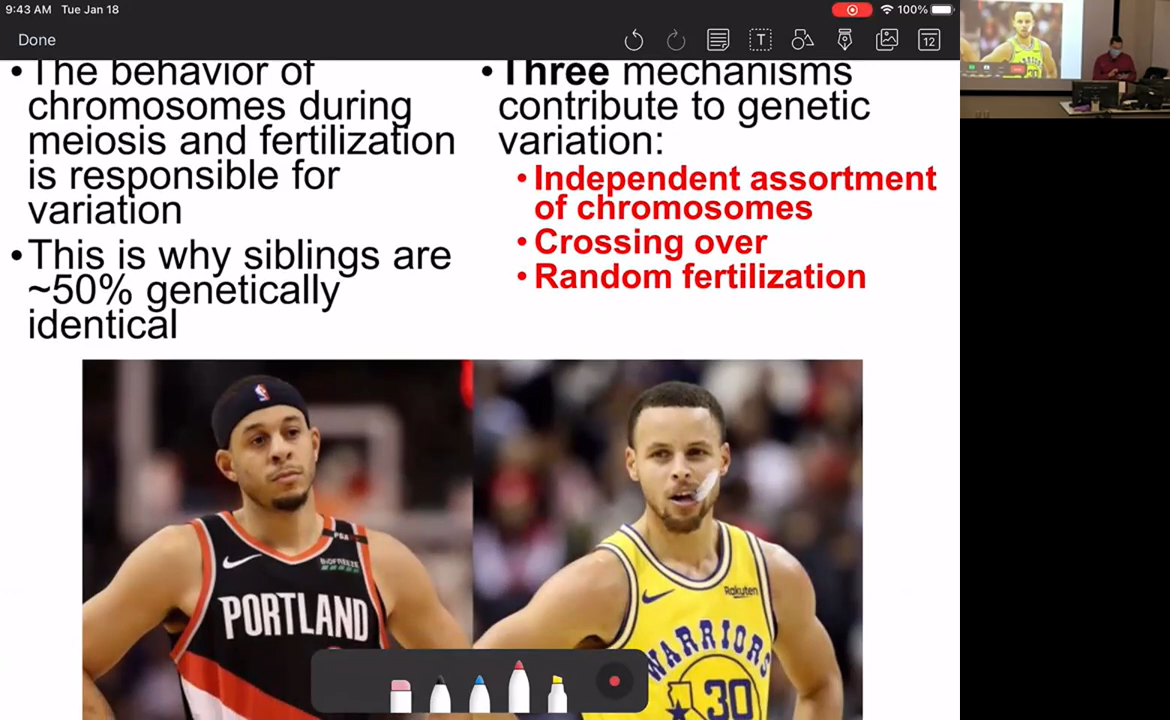 9:43 AM Tue Jan 18
100%
Done
T
12
• The behavior of
chromosomes during
meiosis and fertilization
is responsible for
variation
• This is why siblings are
~50% genetically
identical
• Three mechanisms
contribute to genetic
variation:
• Independent assortment
of chromosomes
• Crossing over
• Random fertilization
BIOFREEZE
PORTLAND
Rakuten
WARRIORS
30